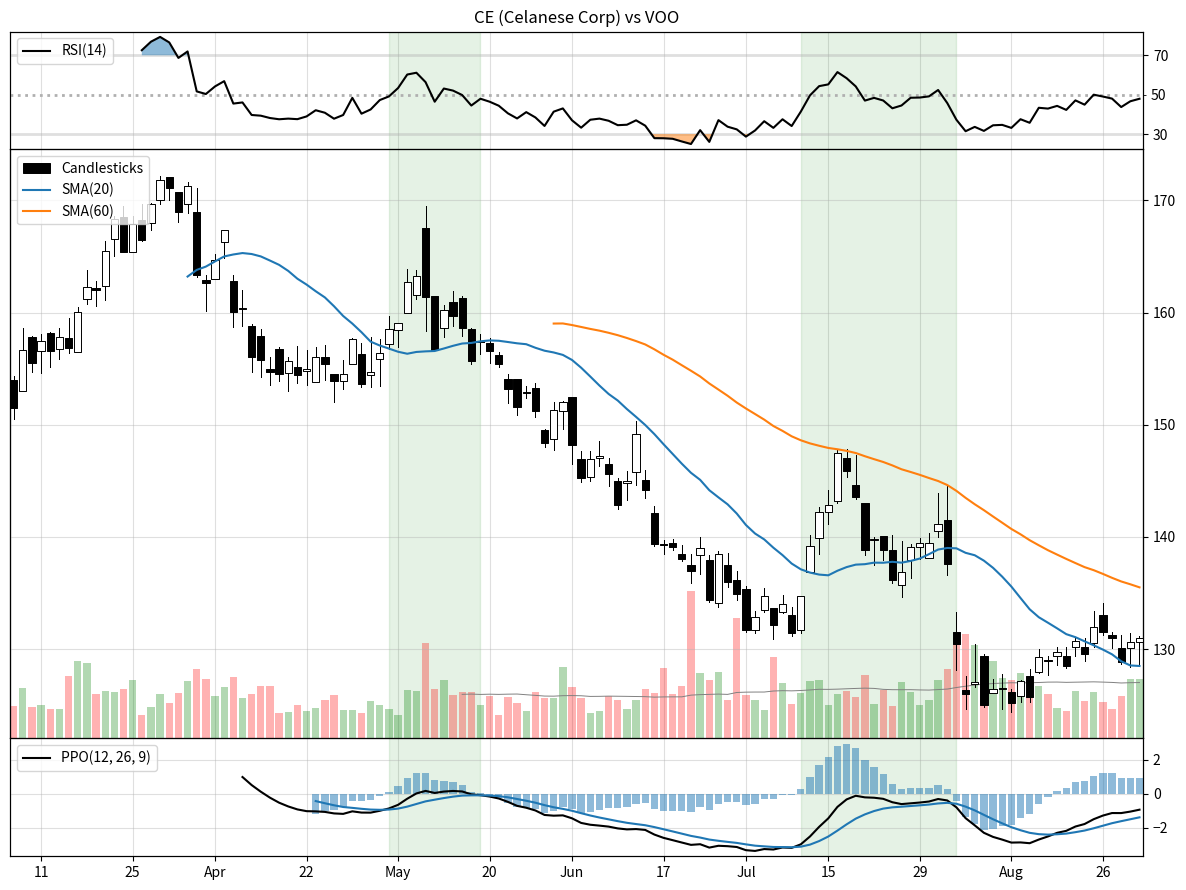 CE (Celanese Corp) vs VOO
RSI(14)
70
50
30
Candlesticks
SMA(20)
SMA(60)
170
160
150
140
130
PPO(12, 26, 9)
2
0
−2
11 25 Apr 22 May 20 Jun 17 Jul 15 29 Aug 26